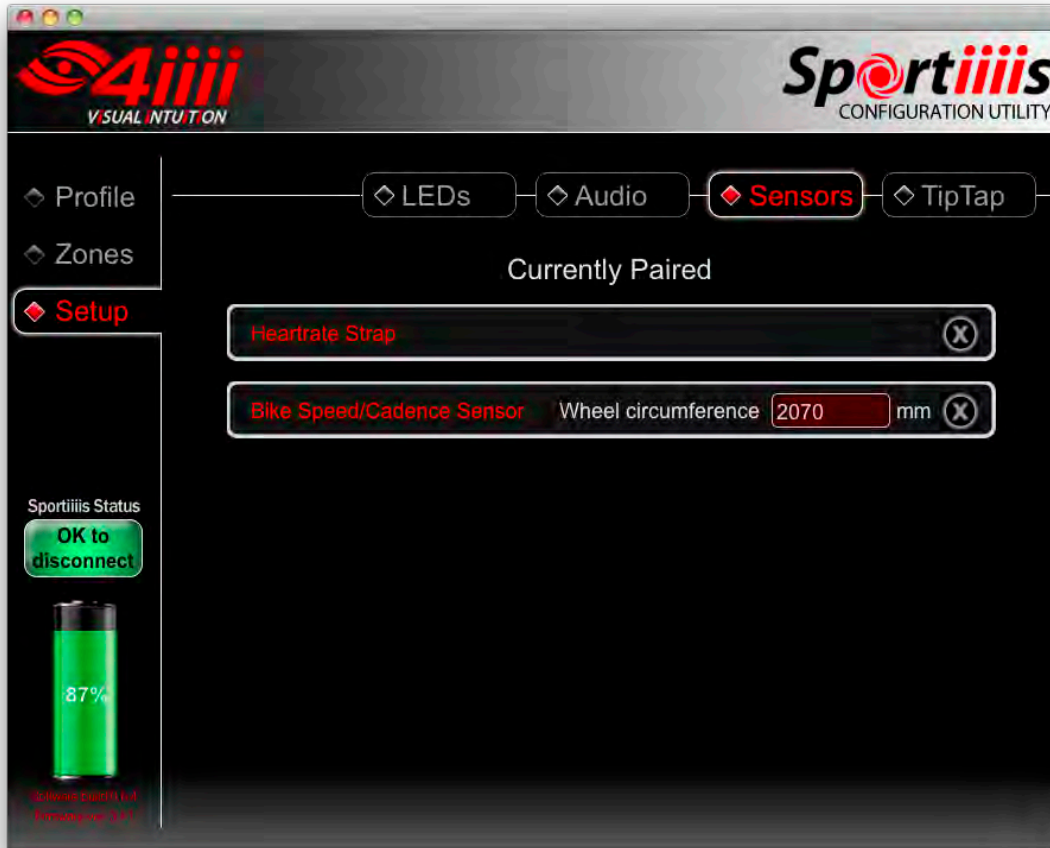 4iiii
VISUAL INTUITION
Sportiiiis
CONFIGURATION UTILITY
Profile
Zones
Setup
LEDs
Audio
Sensors
TipTap
Currently Paired
Heartrate Strap
Bike Speed/Cadence Sensor Wheel circumference 2070 mm X
Sportiiiis Status
OK to
disconnect
87%